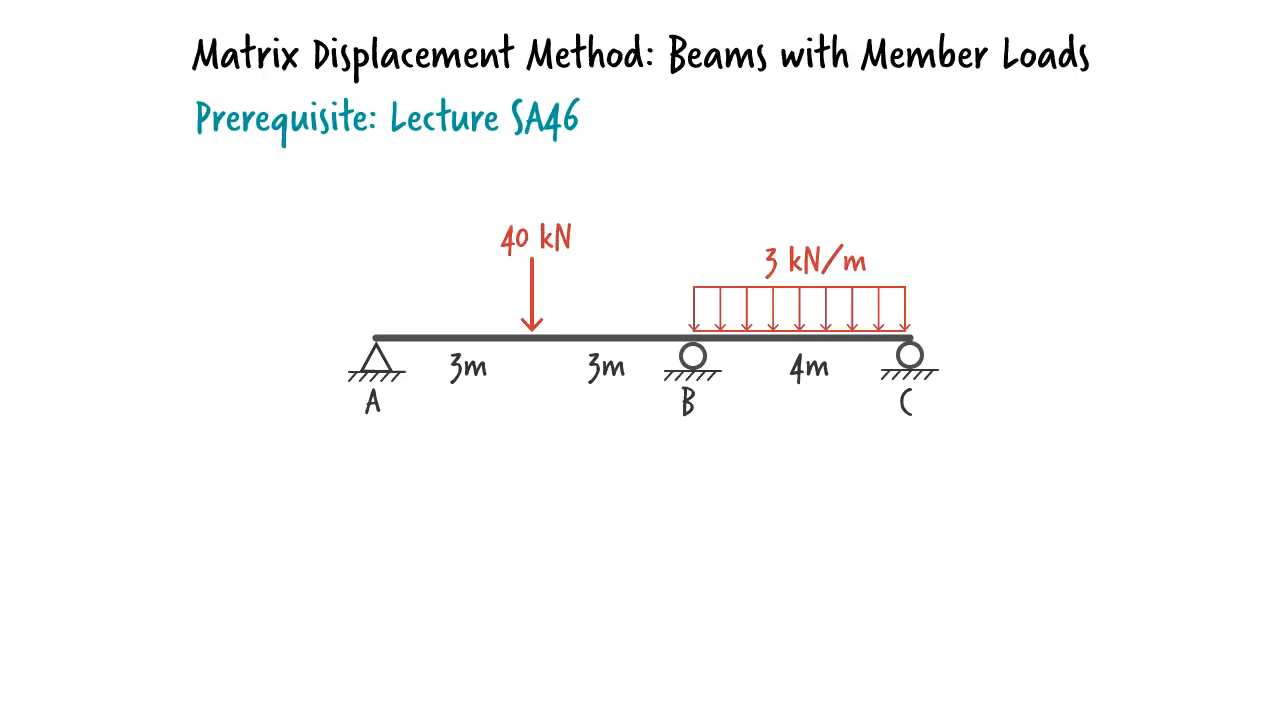 Matrix Displacement Method: Beams with Member Loads
Prerequisite: Lecture SA46
40 kN
3 kN/m
3m
3m
4m
A
B
C